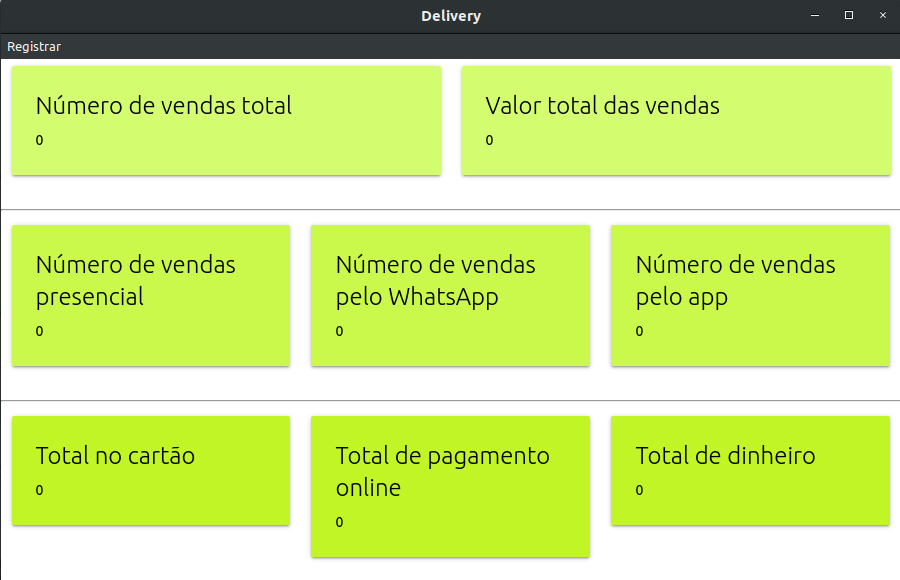 Delivery
Registrar
Número de vendas total
0
Valor total das vendas
0
Número de vendas
presencial
0
Número de vendas
pelo WhatsApp
0
Número de vendas
pelo app
0
Total no cartão
0
Total de pagamento
online
0
Total de dinheiro
0